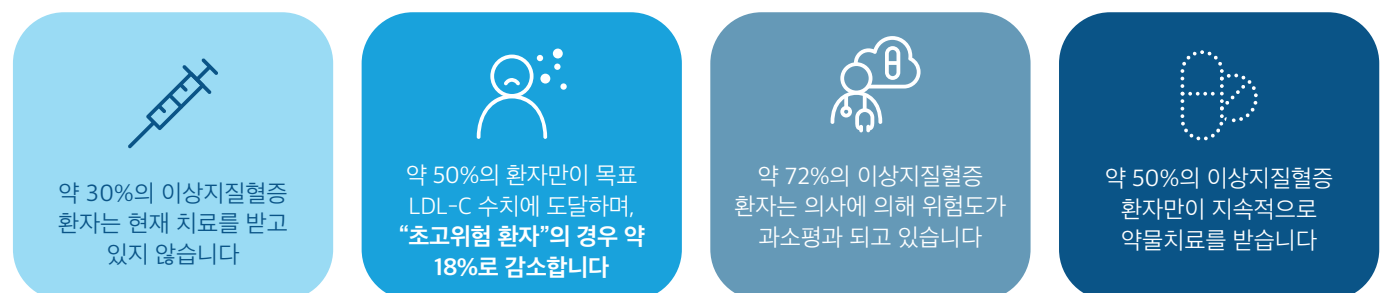 약 30%의 이상지질혈증
환자는 현재 치료를 받고
있지 않습니다
약 50%의 환자만이 목표
LDL-C 수치에 도달하며,
“초고위험 환자”의 경우 약
18%로 감소합니다
약 72%의 이상지질혈증
환자는 의사에 의해 위험도가
과소평과 되고 있습니다
약 50%의 이상지질혈증
환자만이 지속적으로
약물치료를 받습니다